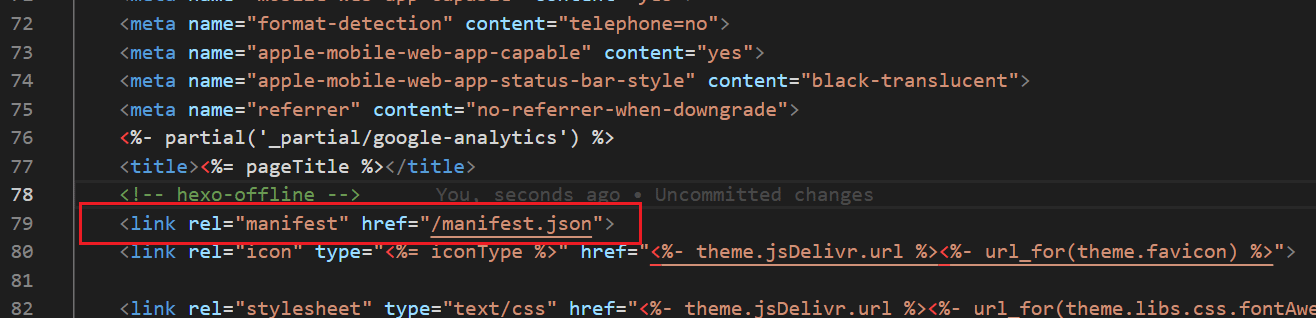 72 <meta name="format-detection" content="telephone=no">
73 <meta name="apple-mobile-web-app-capable" content="yes">
74 <meta name="apple-mobile-web-app-status-bar-style" content="black-translucent">
75 <meta name="referrer" content="no-referrer-when-downgrade">
76 <%- partial('_partial/google-analytics') %>
77 <title><%= pageTitle %></title>
78 <!-- hexo-offline --> You, seconds ago • Uncommitted changes
79 <link rel="manifest" href="/manifest.json">
80 <link rel="icon" type="<%= iconType %>" href="<%- theme.jsDelivr.url %><%- url_for(theme.favicon) %>">
81
82 <link rel="stylesheet" type="text/css" href="<%- theme.jsDelivr.url %><%- url_for(theme.libs.css.fontAwe